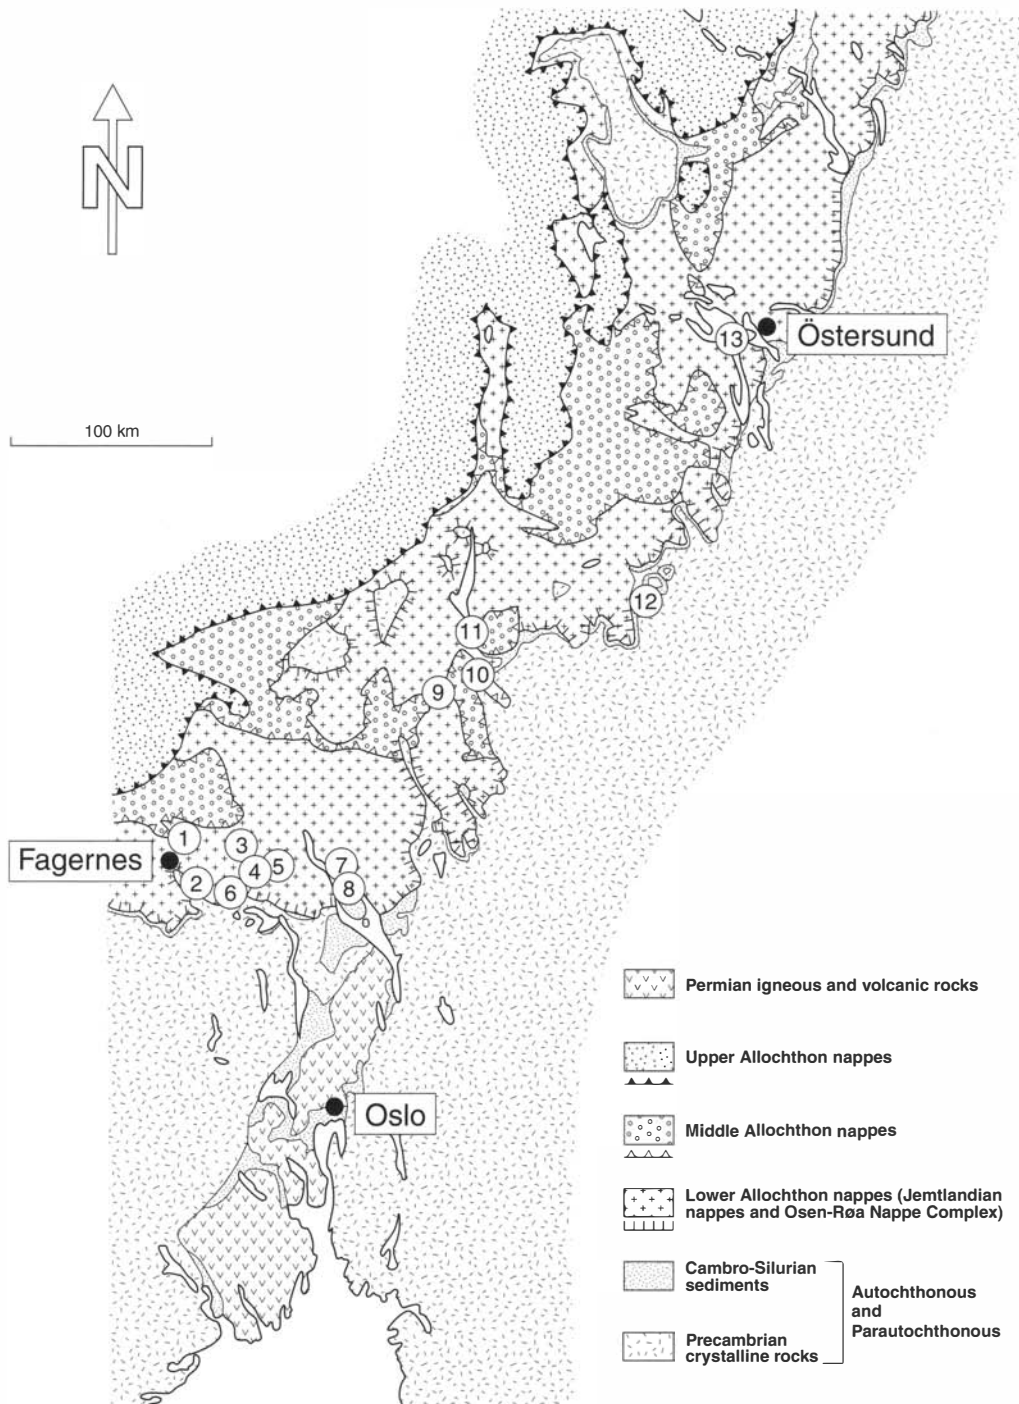 N
Östersund
13
100 km
12
11
10
9
1
3
7
Fagernes
5
4
2
6
8
Permian igneous and volcanic rocks
Upper Allochthon nappes
Oslo
Middle Allochthon nappes
Lower Allochthon nappes (Jemtlandian
nappes and Osen-Røa Nappe Complex)
Cambro-Silurian
sediments
Autochthonous
and
Parautochthonous
Precambrian
crystalline rocks